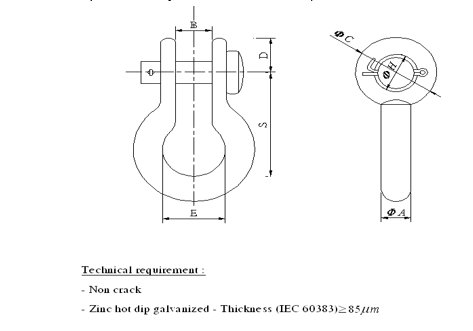 B
D
S
E
ΦC
ΦH
ΦA
Technical requirement :
- Non crack
- Zinc hot dip galvanized - Thickness (IEC 60383)≥85μm